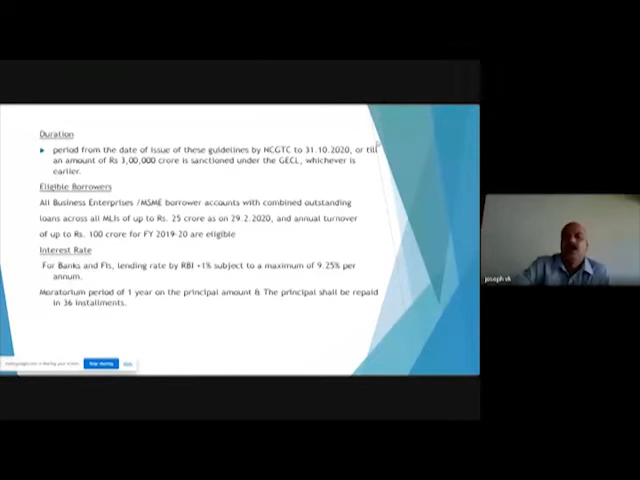 Duration
period from the date of issue of these guidelines by NCGTC to 31.10.2020, or till
an amount of Rs 3,00,000 crore is sanctioned under the GECL, whichever is
earlier.
Eligible Borrowers
All Business Enterprises /MSME borrower accounts with combined outstanding
loans across all MLIs of up to Rs. 25 crore as on 29.2.2020, and annual turnover
of up to Rs. 100 crore for FY 2019-20 are eligible
Interest Rate
For Banks and FIs, lending rate by RBI +1% subject to a maximum of 9.25% per
annum.
Moratorium period of 1 year on the principal amount & The principal shall be repaid
in 36 installments.
is sharing your screen.
Stop sharing
Hide
joseph vk